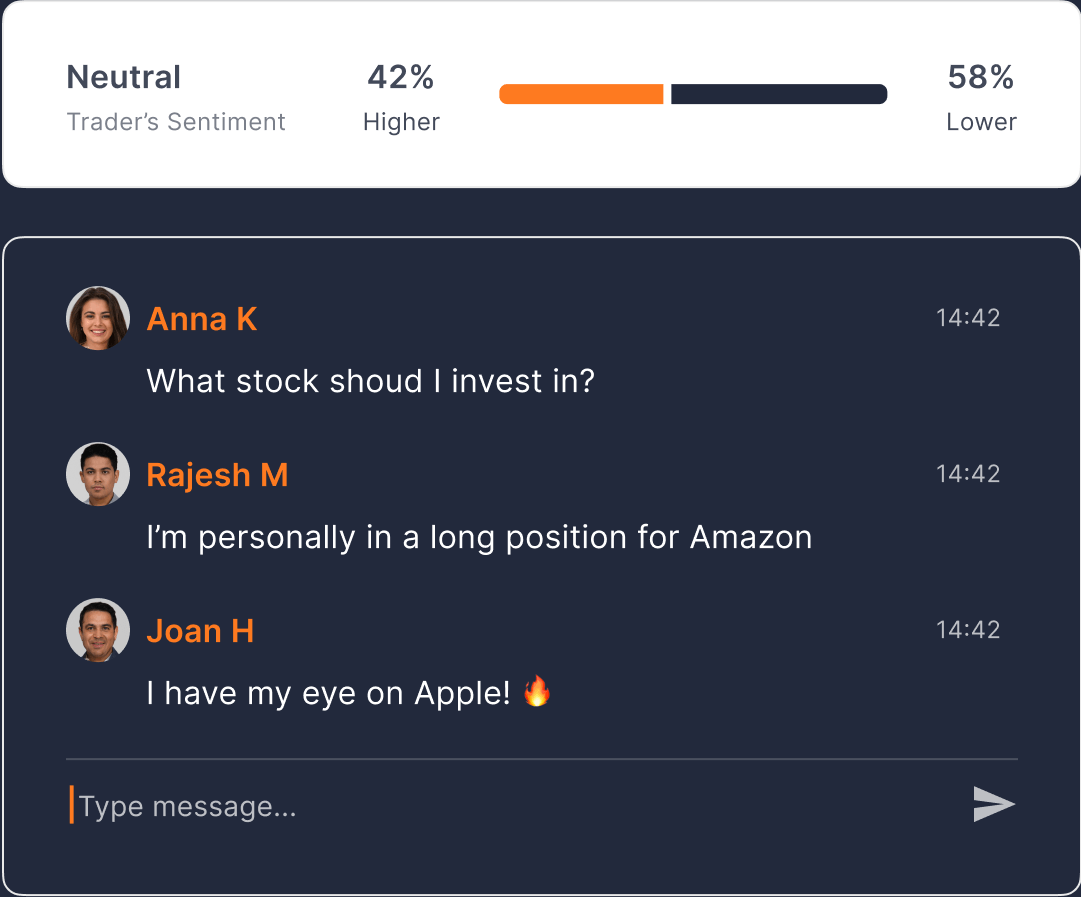 Neutral 42% 58%
Trader’s Sentiment Higher Lower
Anna K 14:42
What stock shoud I invest in?
Rajesh M 14:42
I’m personally in a long position for Amazon
Joan H 14:42
I have my eye on Apple! 🔥
Type message...